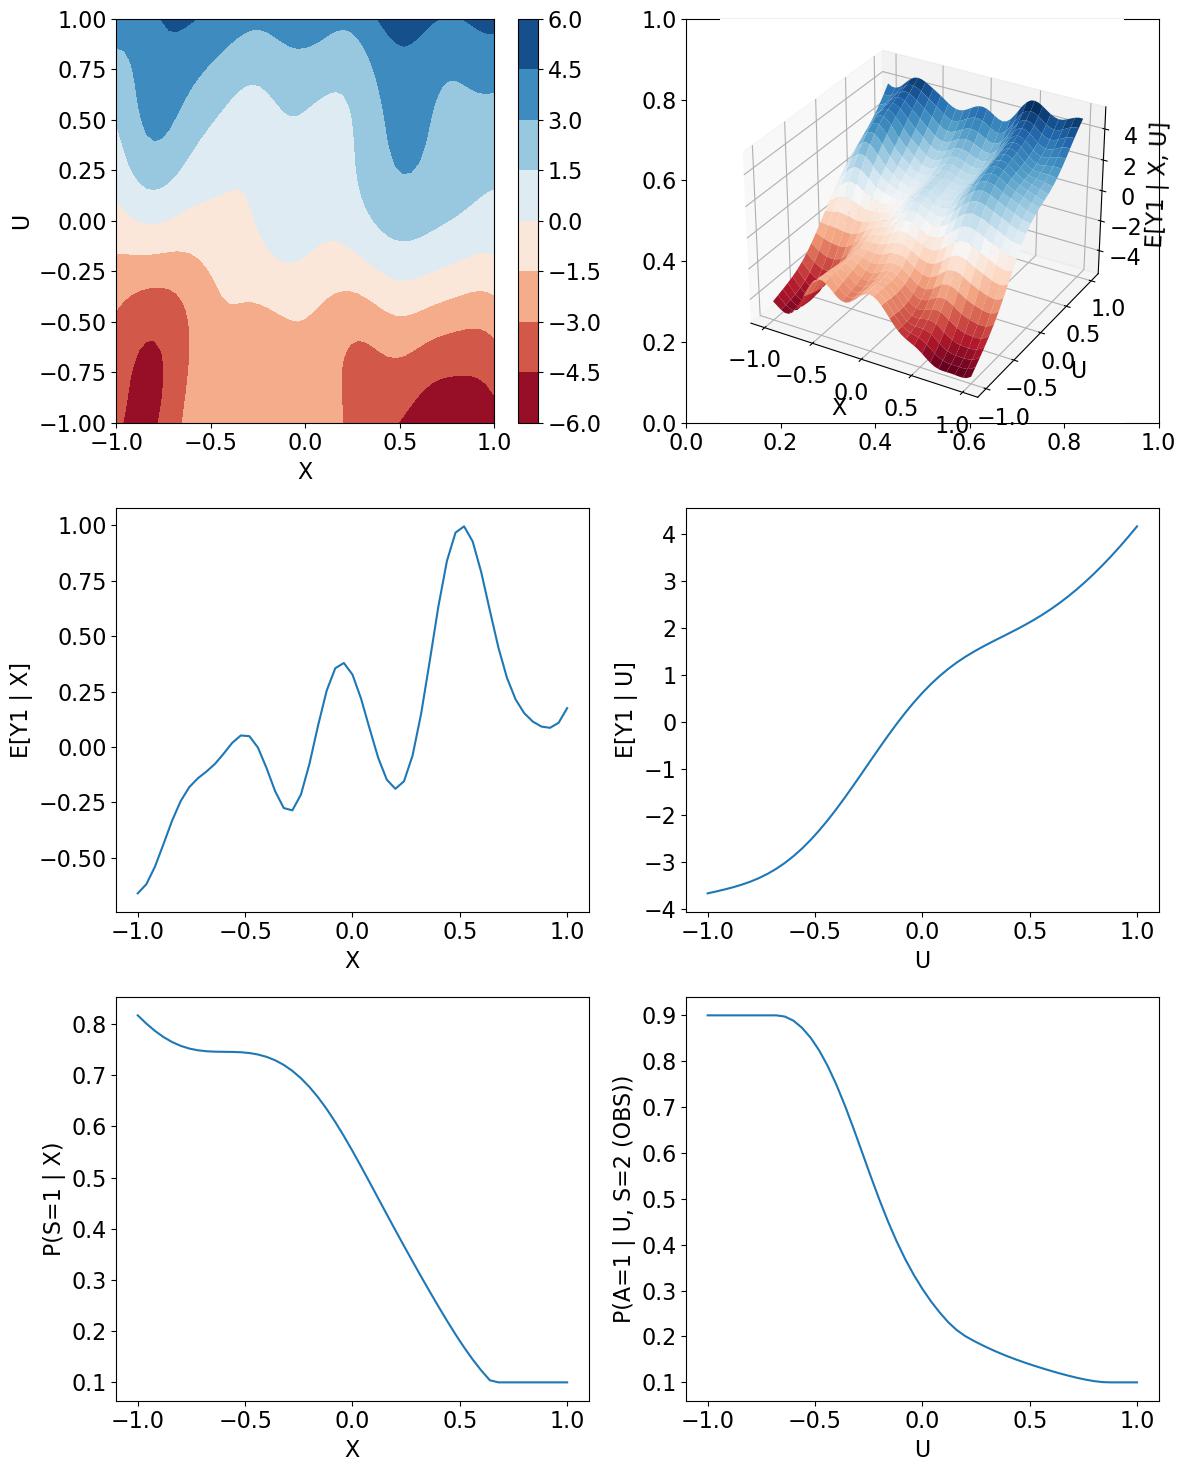 1.00
0.75
0.50
0.25
0.00
−0.25
−0.50
−0.75
−1.00
U
−1.0 −0.5 0.0 0.5 1.0
X
6.0
4.5
3.0
1.5
0.0
−1.5
−3.0
−4.5
−6.0
1.0
0.8
0.6
0.4
0.2
0.0
0.0 0.2 0.4 0.6 0.8 1.0
−1.0 −0.5 0.0 0.5 1.0
X
−1.0 −0.5 0.0 0.5 1.0
U
4
2
0
−2
−4
E[Y1 | X, U]
1.00
0.75
0.50
0.25
0.00
−0.25
−0.50
E[Y1 | X]
−1.0 −0.5 0.0 0.5 1.0
X
4
3
2
1
0
−1
−2
−3
−4
E[Y1 | U]
−1.0 −0.5 0.0 0.5 1.0
U
0.8
0.7
0.6
0.5
0.4
0.3
0.2
0.1
P(S=1 | X)
−1.0 −0.5 0.0 0.5 1.0
X
0.9
0.8
0.7
0.6
0.5
0.4
0.3
0.2
0.1
P(A=1 | U, S=2 (OBS))
−1.0 −0.5 0.0 0.5 1.0
U